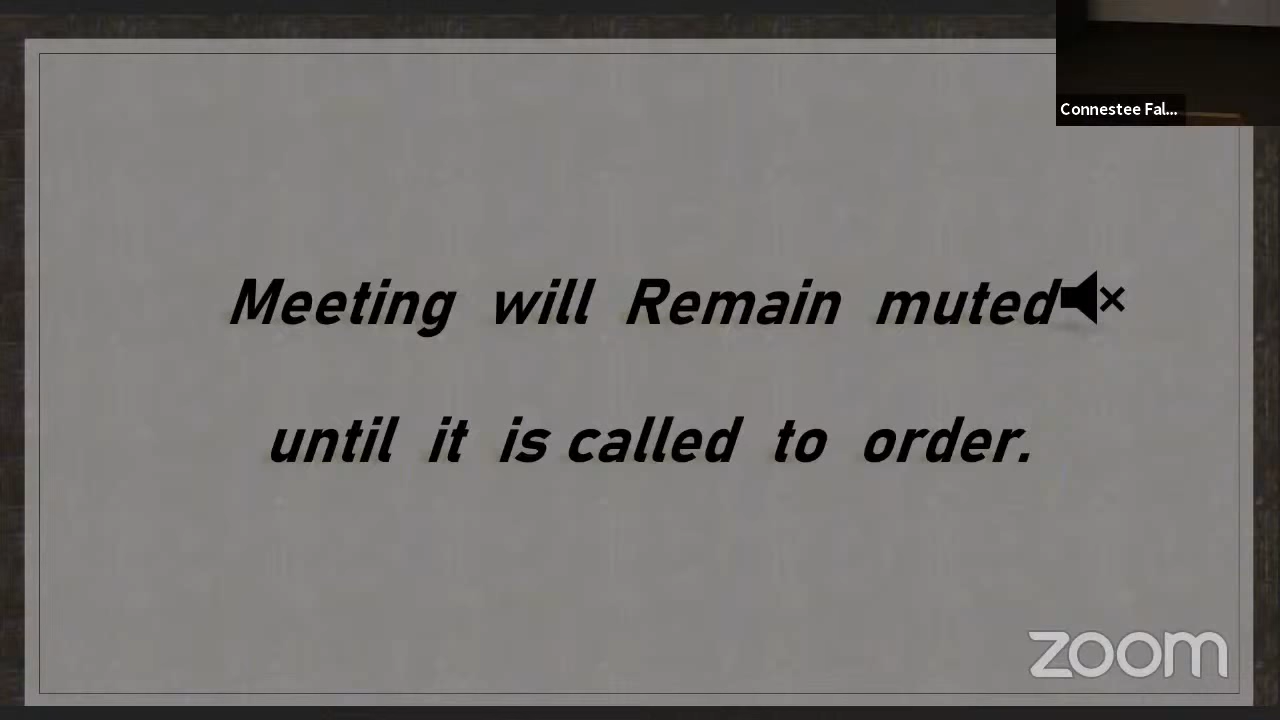 Connestee Fal...
Meeting will Remain muted
until it is called to order.
zoom